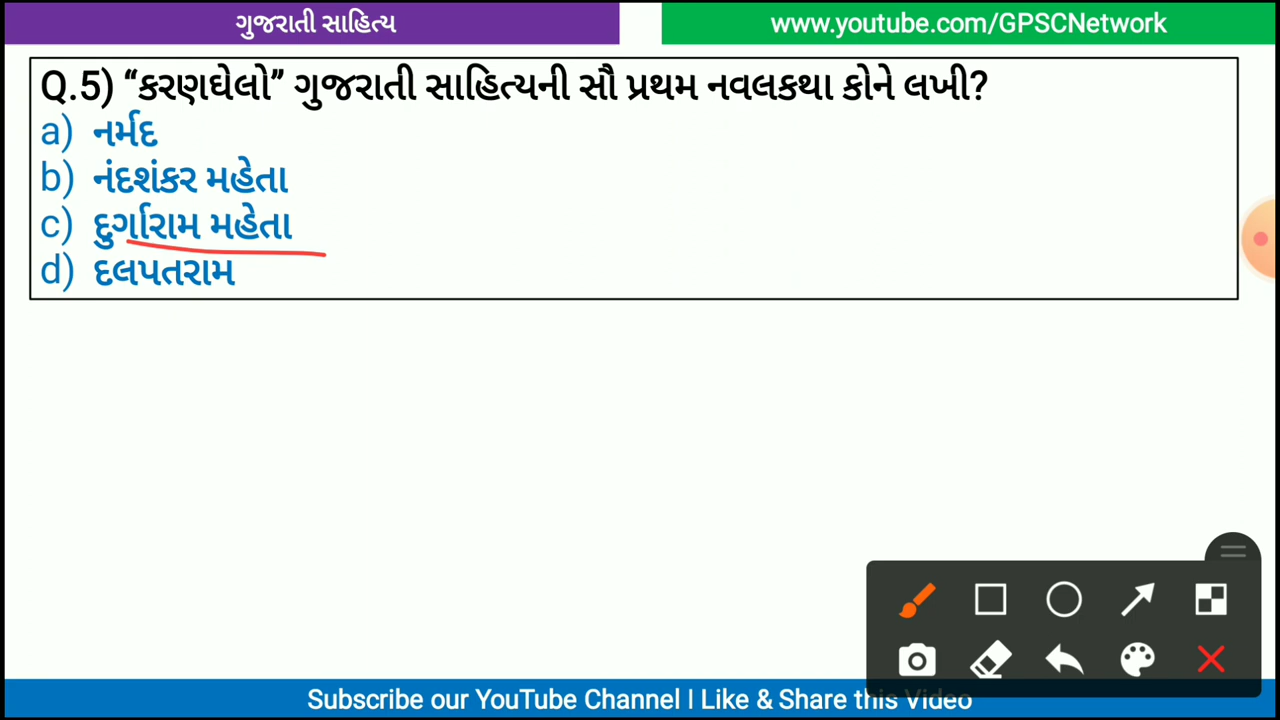 ગુજરાતી સાહિત્ય
www.youtube.com/GPSCNetwork
Q.5) “કરણઘેલો” ગુજરાતી સાહિત્યની સૌ પ્રથમ નવલકથા કોને લખી?
a) નર્મદ
b) નંદશંકર મહેતા
c) દુર્ગારામ મહેતા
d) દલપતરામ
Subscribe our YouTube Channel l Like & Share this Video